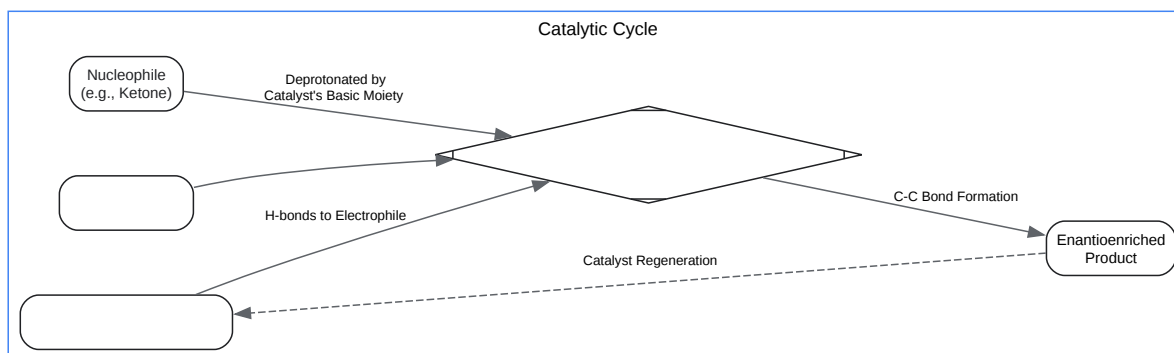 Catalytic Cycle
Nucleophile
(e.g., Ketone)
Deprotonated by
Catalyst's Basic Moiety
H-bonds to Electrophile
C-C Bond Formation
Enantioenriched
Product
Catalyst Regeneration